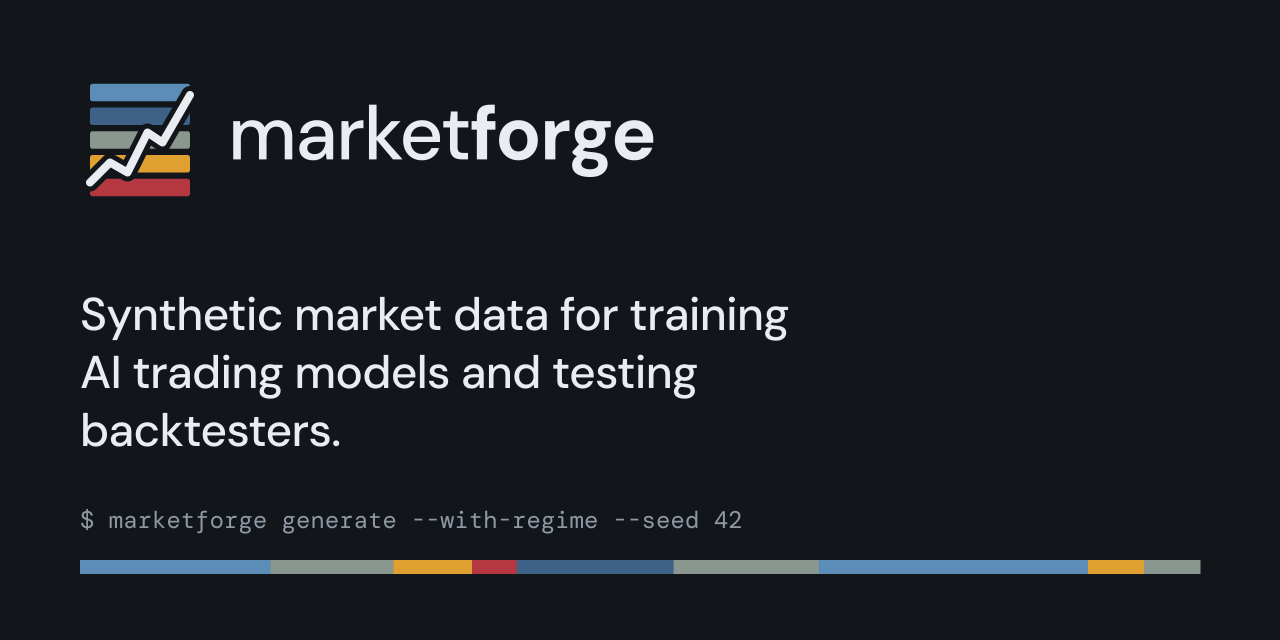 marketforge
Synthetic market data for training
AI trading models and testing
backtesters.
$ marketforge generate --with-regime --seed 42